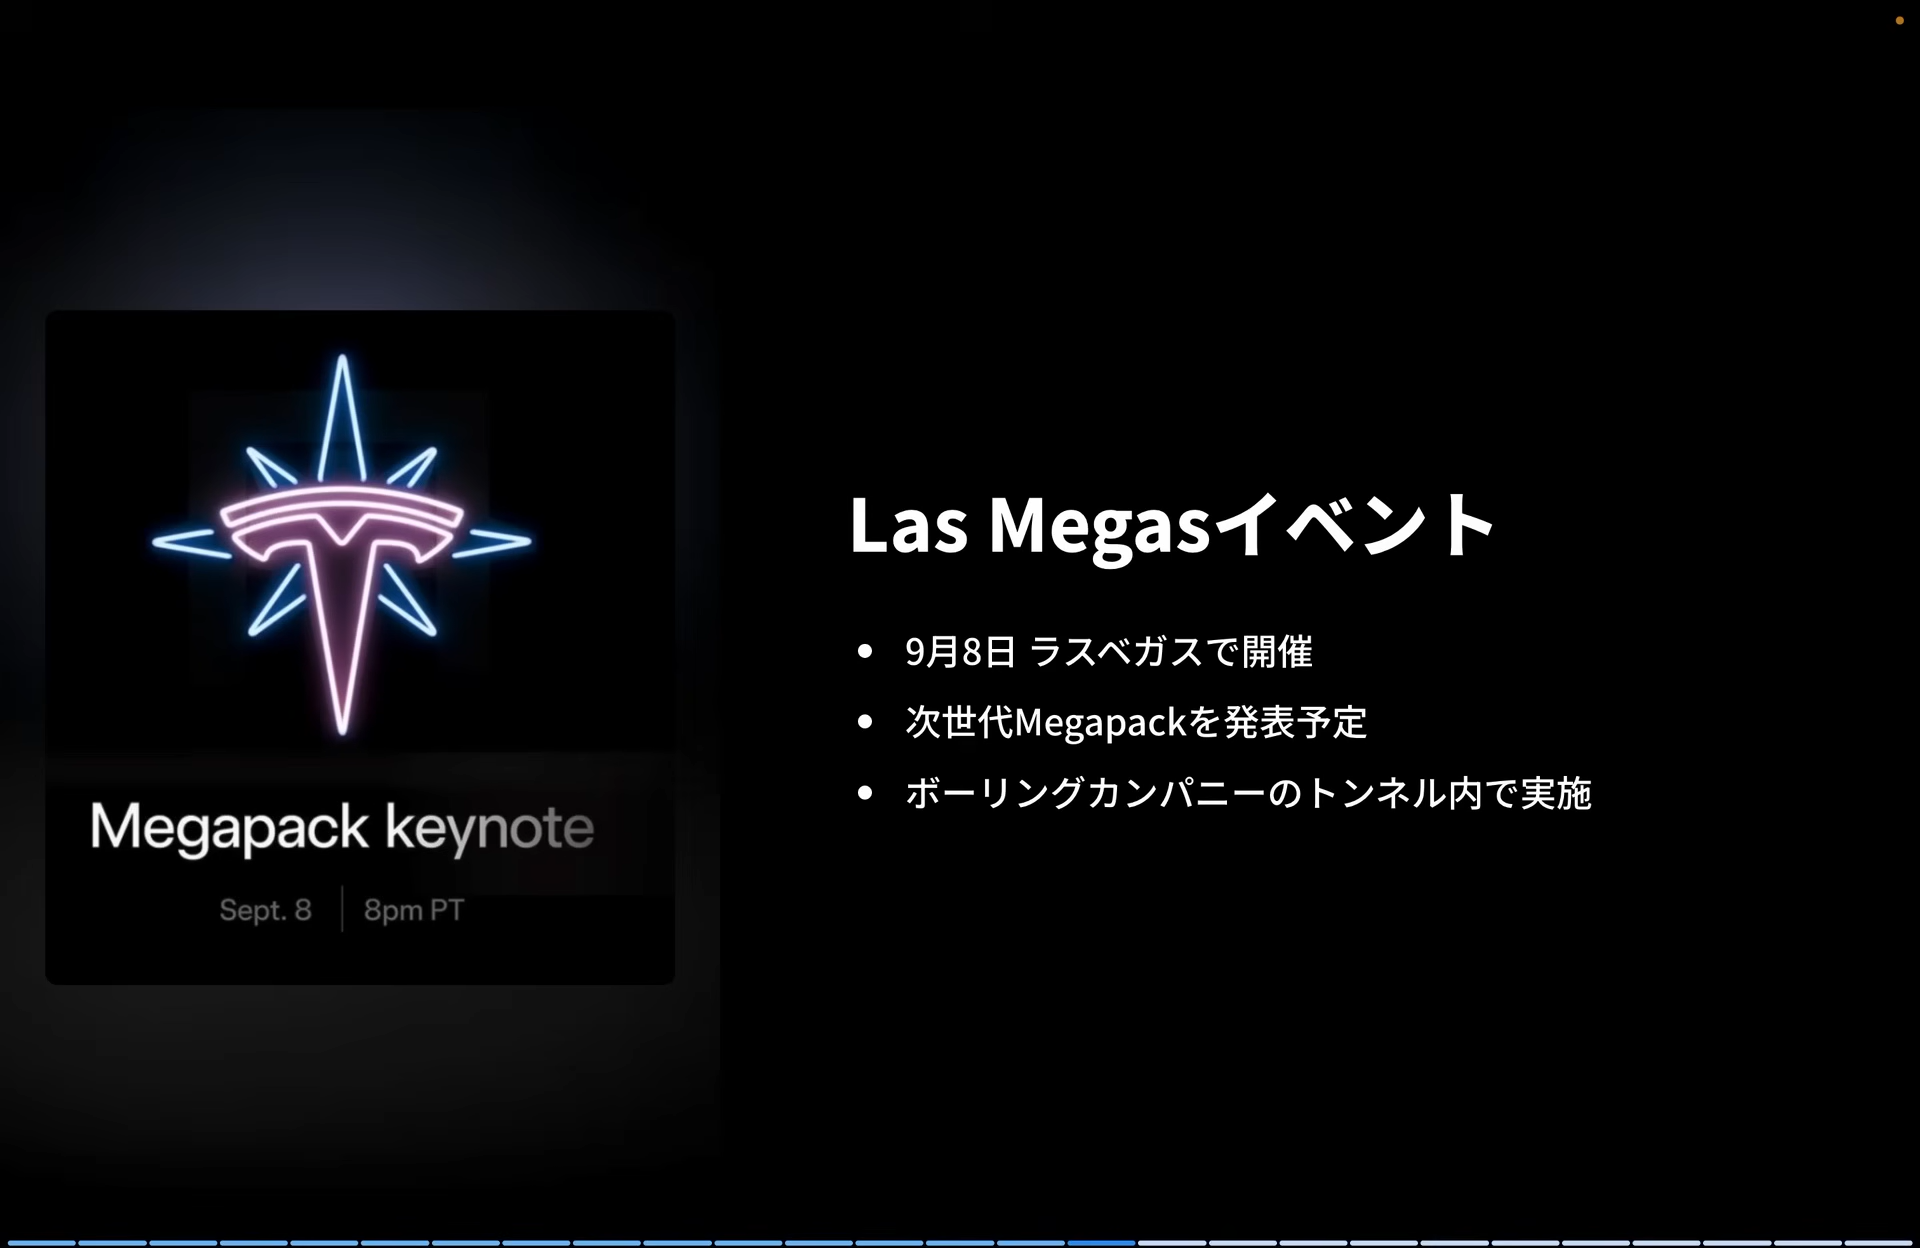 Megapack keynote
Sept. 8 | 8pm PT
Las Megasイベント
• 9月8日 ラスベガスで開催
• 次世代Megapackを発表予定
• ボーリングカンパニーのトンネル内で実施